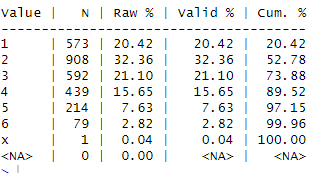 Value |   N | Raw % | Valid % | Cum. %
----------------------------------------
1     | 573 | 20.42 |   20.42 |  20.42
2     | 908 | 32.36 |   32.36 |  52.78
3     | 592 | 21.10 |   21.10 |  73.88
4     | 439 | 15.65 |   15.65 |  89.52
5     | 214 |  7.63 |    7.63 |  97.15
6     |  79 |  2.82 |    2.82 |  99.96
x     |   1 |  0.04 |    0.04 | 100.00
<NA>  |   0 |  0.00 |    <NA> |   <NA>
>